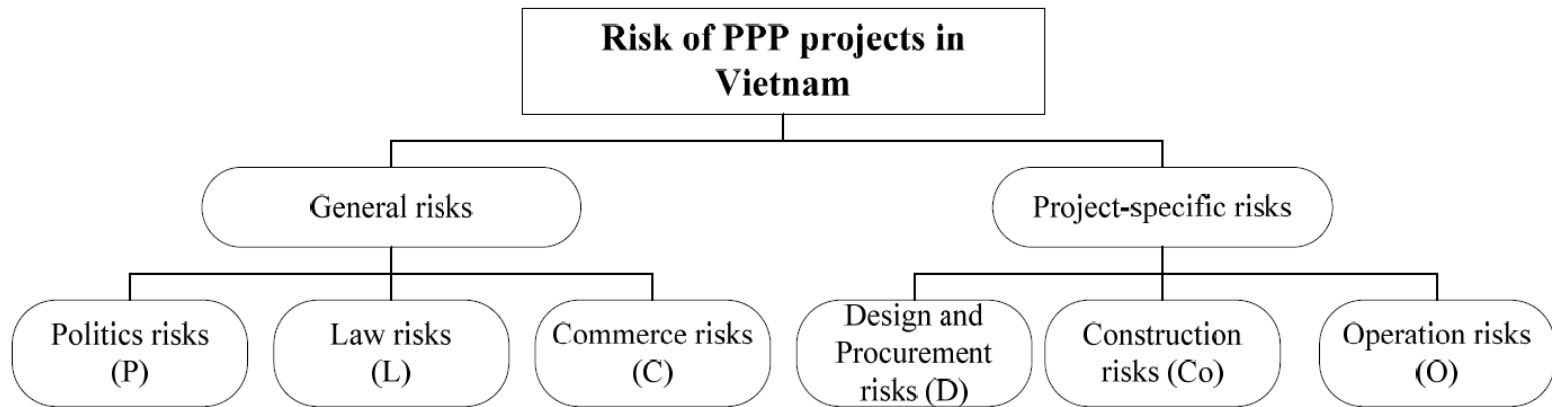 Risk of PPP projects in
Vietnam
General risks
Project-specific risks
Politics risks
(P)
Law risks
(L)
Commerce risks
(C)
Design and
Procurement
risks (D)
Construction
risks (Co)
Operation risks
(O)